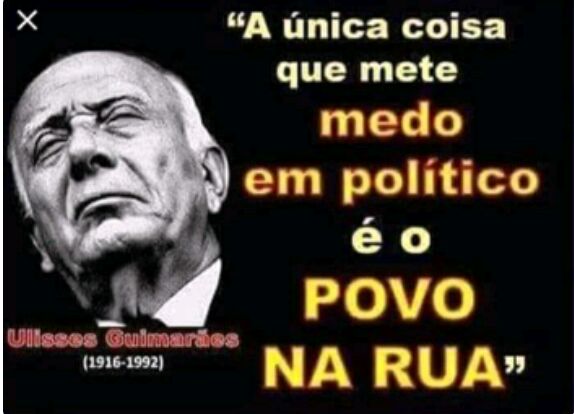 “A única coisa
que mete
medo
em político
é o
POVO
NA RUA”
Ulisses Guimarães
(1916-1992)